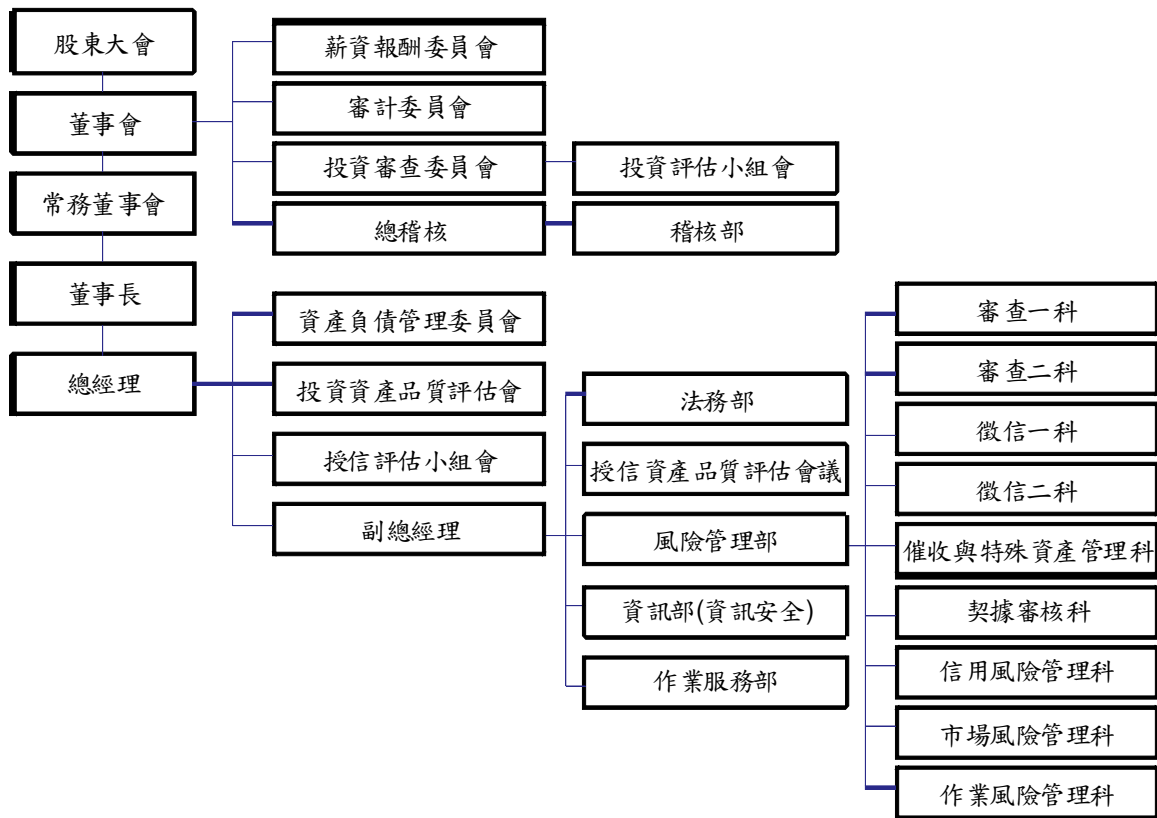 股東大會
董事會
常務董事會
董事長
總經理
薪資報酬委員會
審計委員會
投資審查委員會
投資評估小組會
總稽核
稽核部
資產負債管理委員會
投資資產品質評估會
授信評估小組會
副總經理
法務部
授信資產品質評估會議
風險管理部
資訊部(資訊安全)
作業服務部
審查一科
審查二科
徵信一科
徵信二科
催收與特殊資產管理科
契據審核科
信用風險管理科
市場風險管理科
作業風險管理科